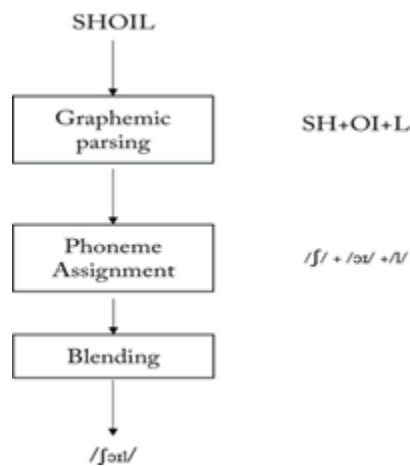 SHOIL
Graphemic
parsing
SH+OI+L
Phoneme
Assignment
/ʃ/ + /ɔɪ/ +/l/
Blending
/ʃɔɪl/